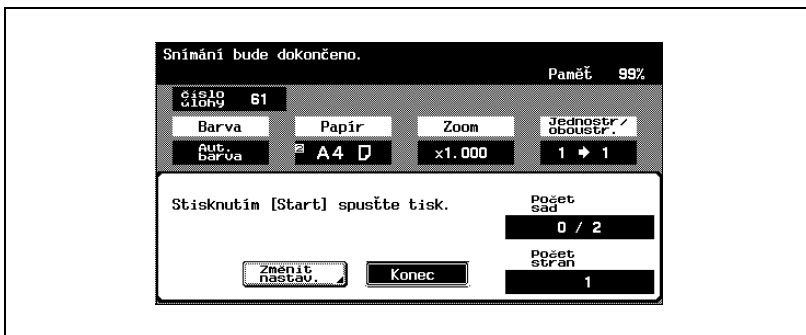 Snímání bude dokončeno.
Paměť 99%
číslo
úlohy 61
Barva Papír Zoom Jednostr/
oboustr.
Aut.
barva
2 A4 x1.000 1 → 1
Stisknutím [Start] spusťte tisk.
Počet
sad
0 / 2
Změnit
nastav.
Konec
Počet
stran
1